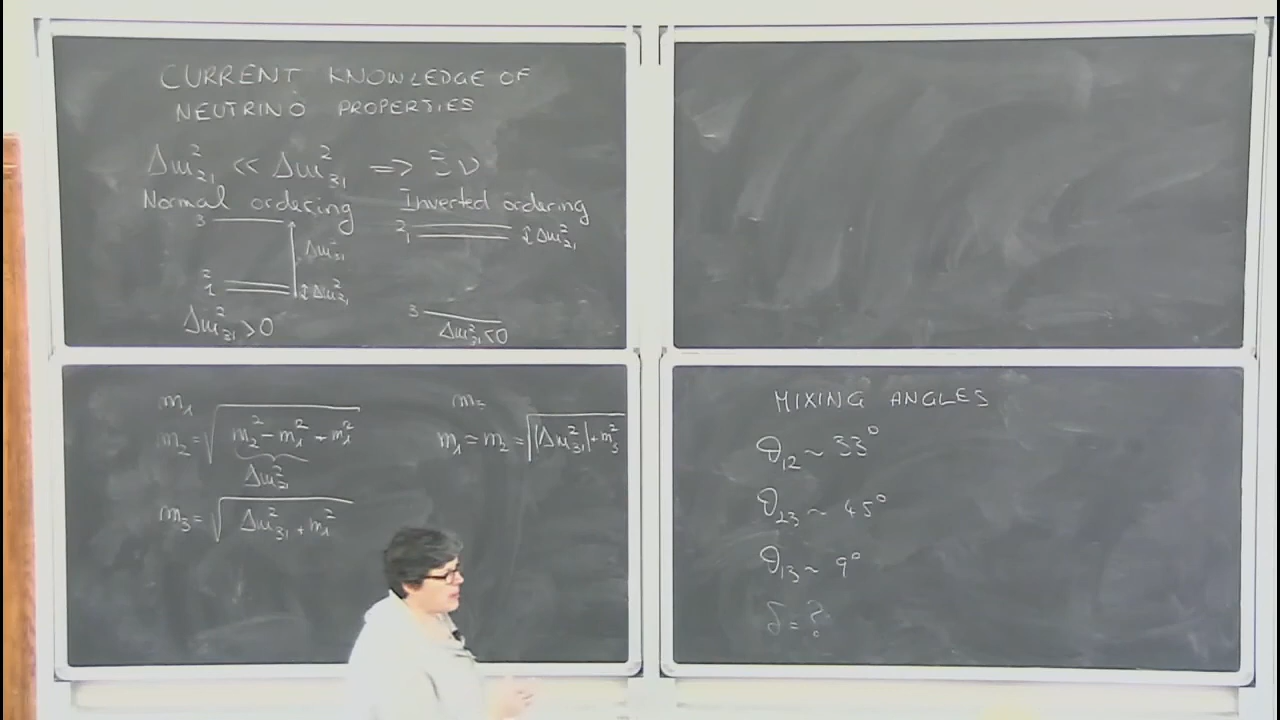 CURRENT KNOWLEDGE OF
NEUTRINO PROPERTIES
Δm²₂₁ << Δm²₃₁ => 3 ν
Normal ordering
3
Δm²₃₁
2
1
Δm²₂₁
Δm²₃₁ > 0
Inverted ordering
2
1
Δm²₂₁
3
Δm²₃₁ < 0
m₁
m₂ = √(m₂² - m₁² + m₁²)
Δm²₂₁
m₃ = √(Δm²₃₁ + m₁²)
m₃
m₁ ≃ m₂ = √(|Δm²₃₁| + m₃²)
MIXING ANGLES
θ₁₂ ~ 33°
θ₂₃ ~ 45°
θ₁₃ ~ 9°
δ = ?